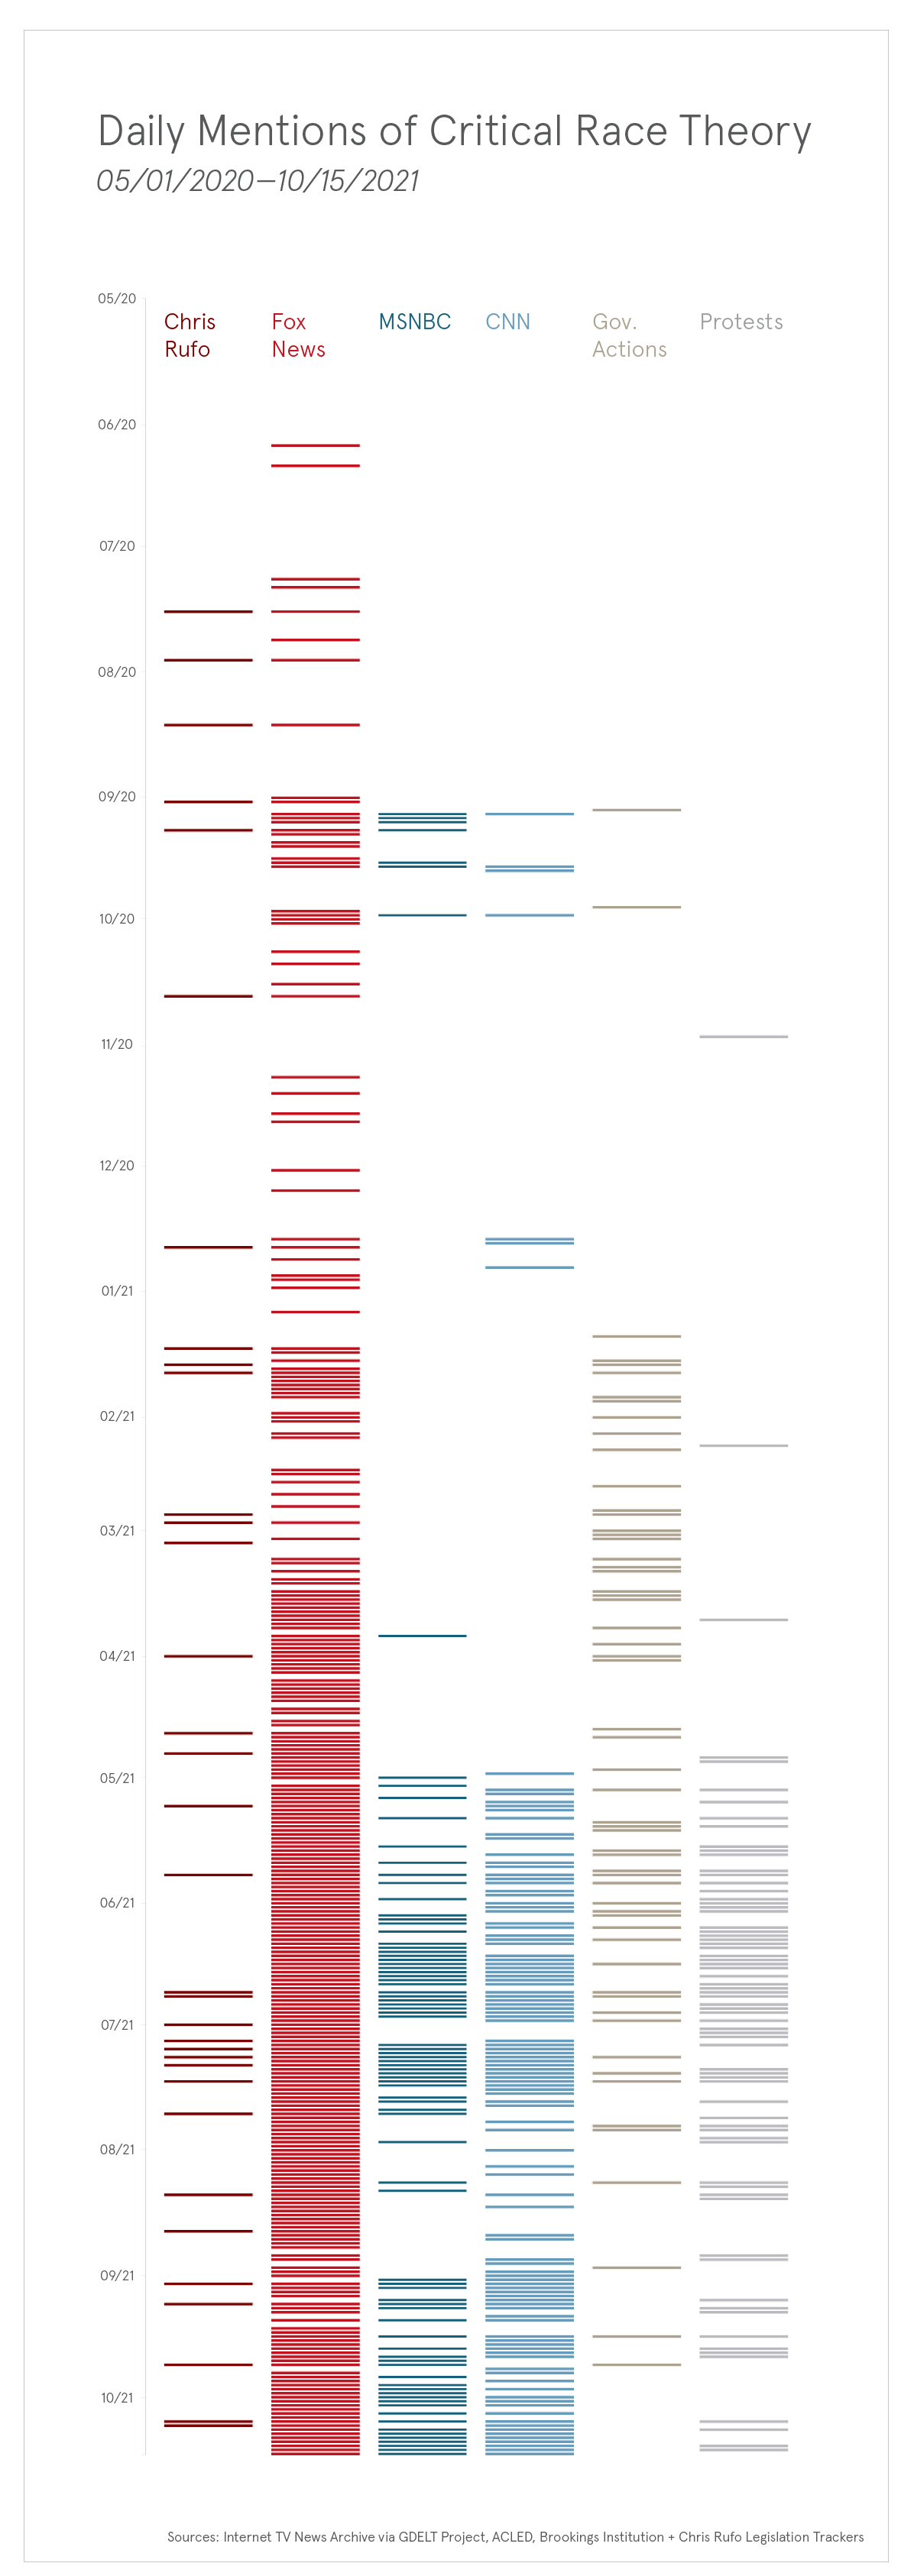 Daily Mentions of Critical Race Theory
05/01/2020—10/15/2021
05/20
Chris
Rufo
Fox
News
MSNBC
CNN
Gov.
Actions
Protests
06/20
07/20
08/20
09/20
10/20
11/20
12/20
01/21
02/21
03/21
04/21
05/21
06/21
07/21
08/21
09/21
10/21
Sources: Internet TV News Archive via GDELT Project, ACLED, Brookings Institution + Chris Rufo Legislation Trackers